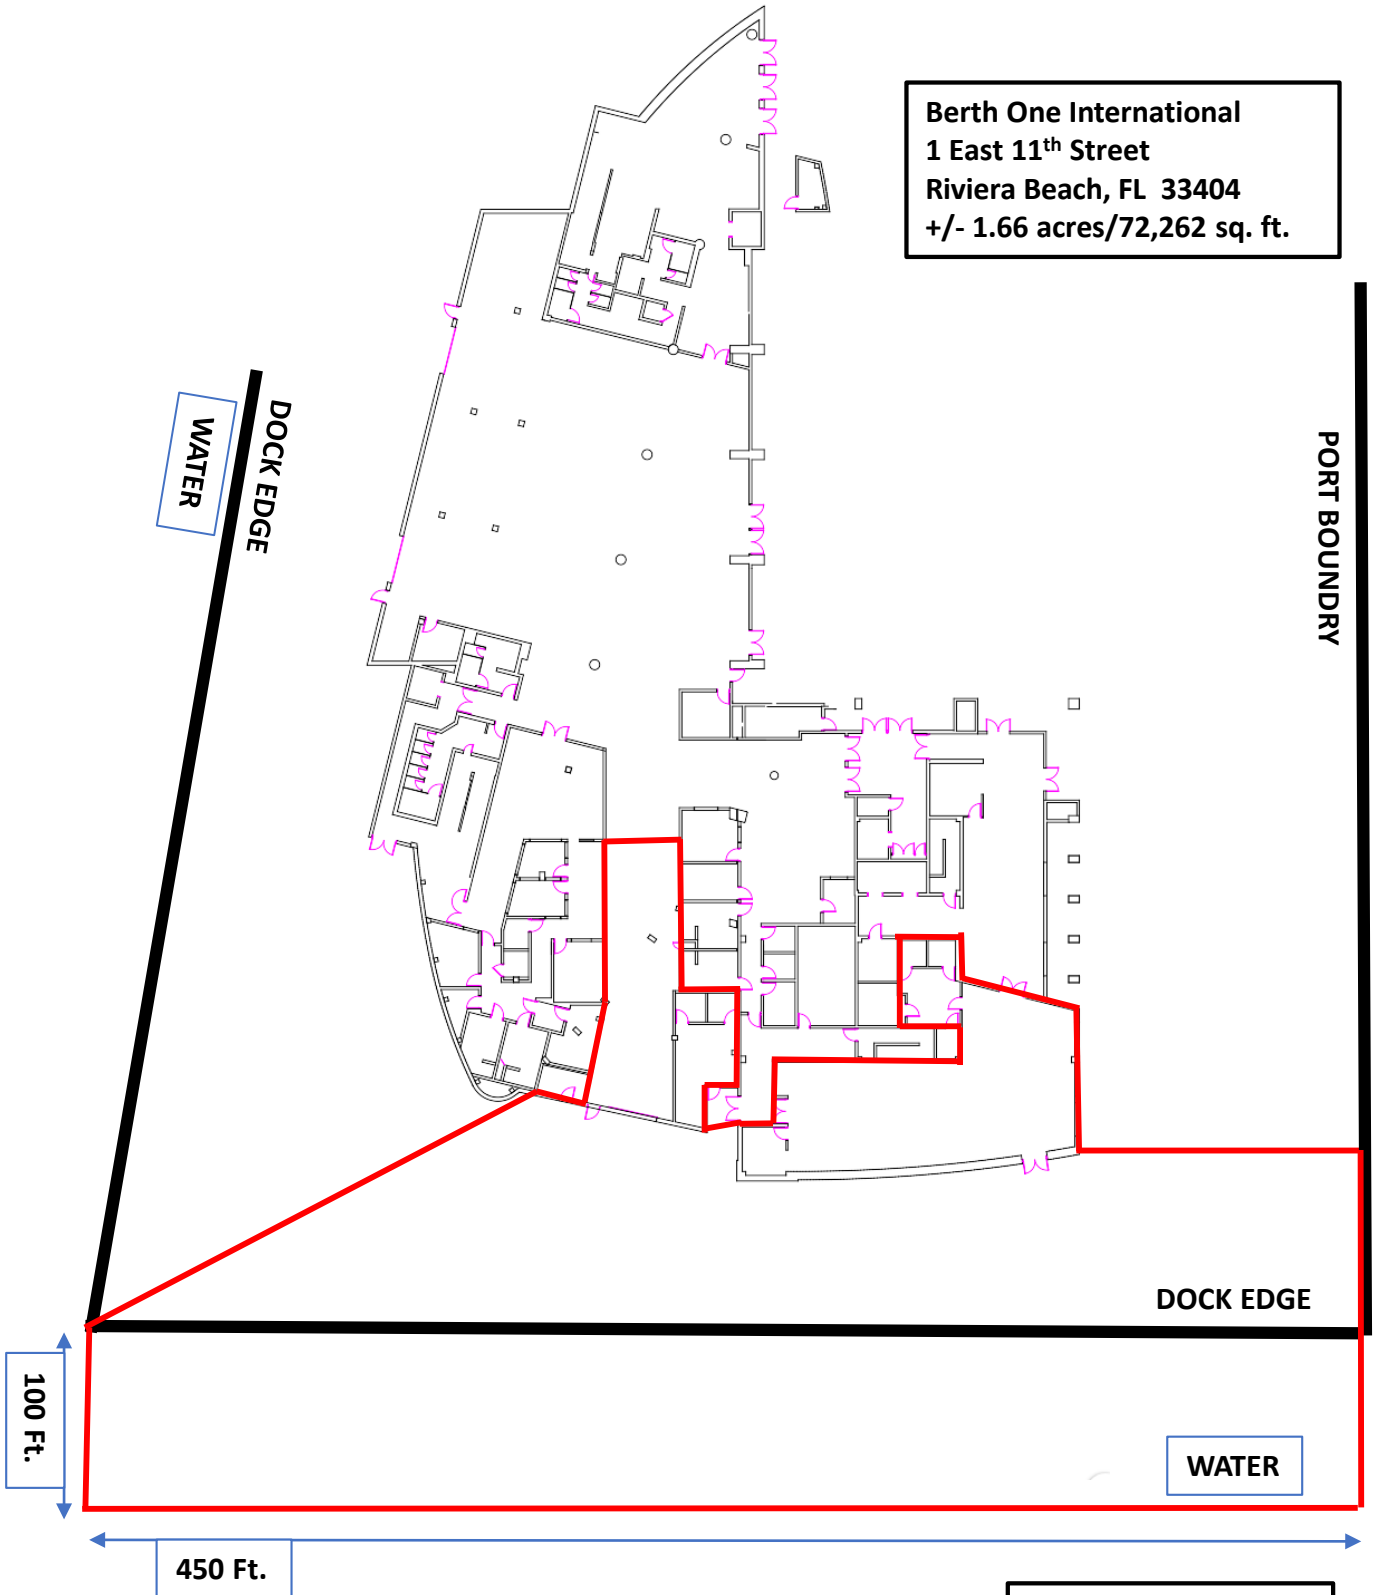 Berth One International
1 East 11th Street
Riviera Beach, FL 33404
+/- 1.66 acres/72,262 sq. ft.
WATER
DOCK EDGE
PORT BOUNDRY
DOCK EDGE
100 Ft.
WATER
450 Ft.